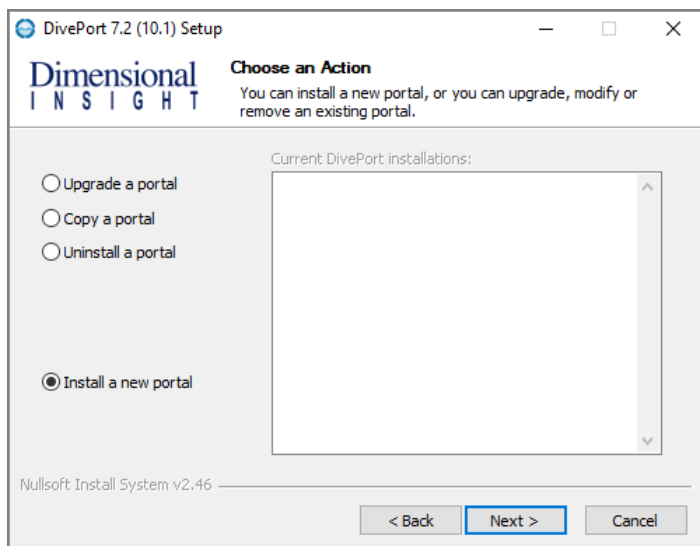 DivePort 7.2 (10.1) Setup
Dimensional
INSIGHT
Choose an Action
You can install a new portal, or you can upgrade, modify or
remove an existing portal.
Current DivePort installations:
Upgrade a portal
Copy a portal
Uninstall a portal
Install a new portal
Nullsoft Install System v2.46
< Back
Next >
Cancel